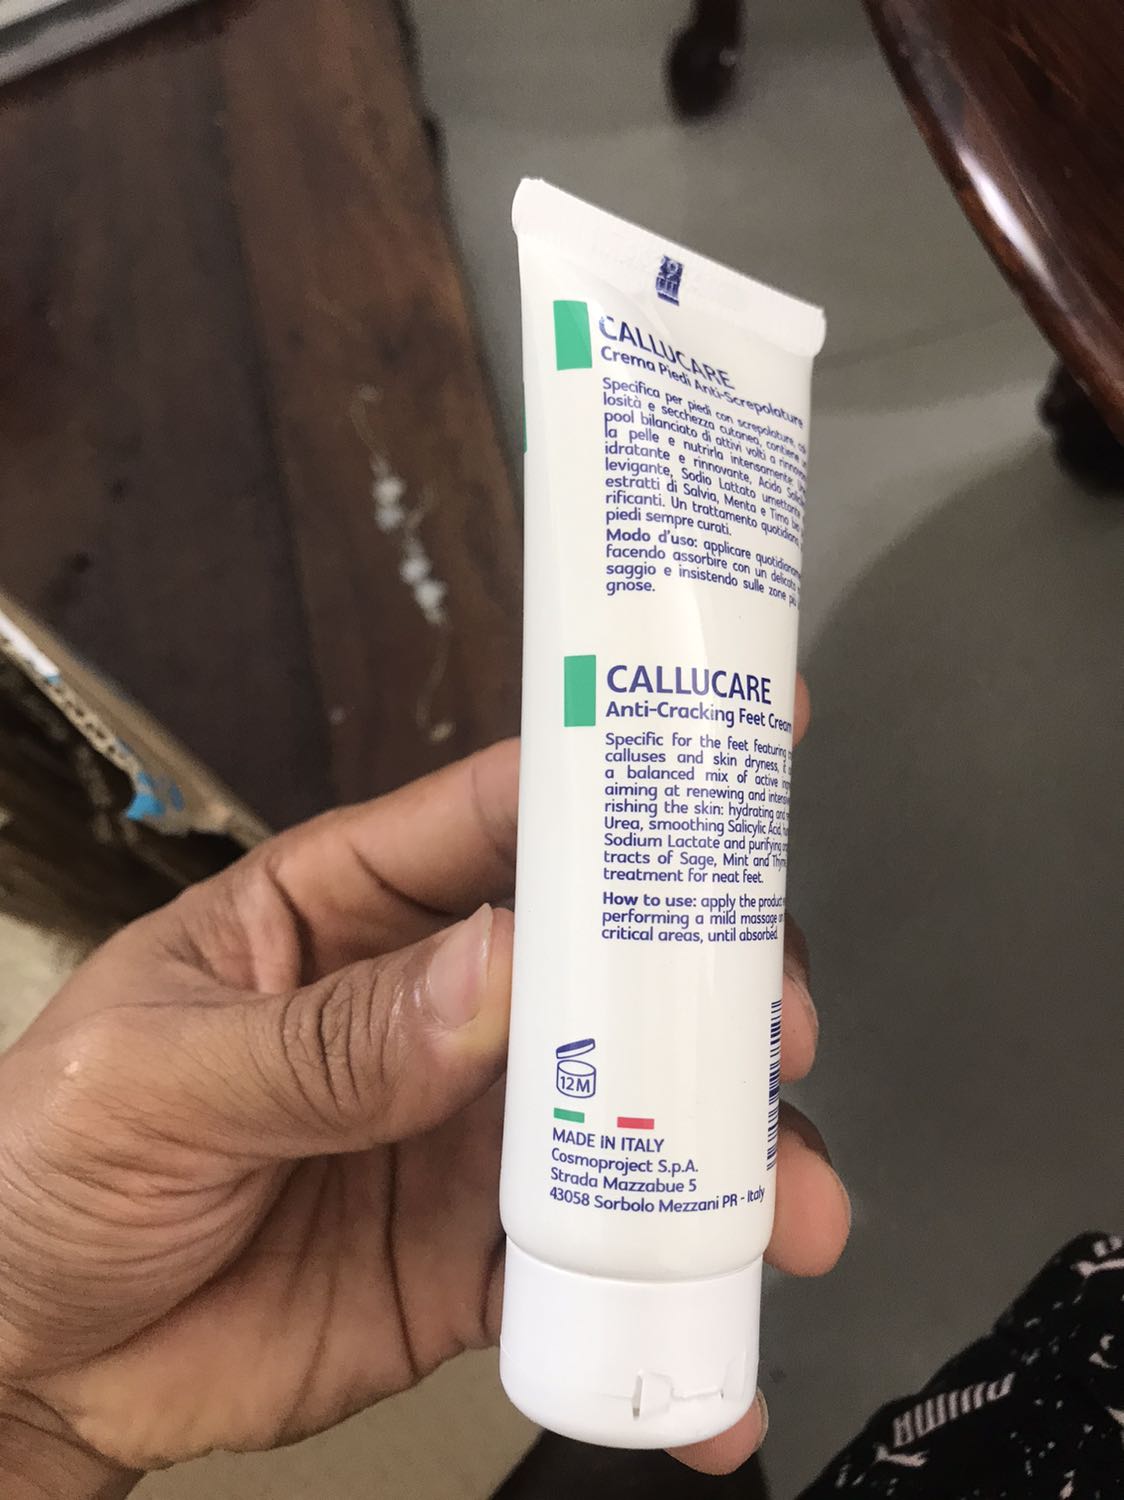 CALLUCARE
Crema Piedi Anti-Screpolature
Specifica per piedi con screpolature,
losità e secchezza cutanea, contiene
pool bilanciato di attivi volti a
la pelle e nutrirla intensamente:
idratante e rinnovante, Acido
levigante, Sodio Lattato umettante
estratti di Salvia, Menta e Timo
rificanti. Un trattamento quotidiano
piedi sempre curati.
Modo d'uso: applicare
facendo assorbire con un delicato
saggio e insistendo sulle zone
gnose.
CALLUCARE
Anti-Cracking Feet Cream
Specific for the feet featuring
calluses and skin dryness,
a balanced mix of active
aiming at renewing and
rishing the skin: hydrating and
Urea, smoothing Salicylic Acid
Sodium Lactate and purifying
tracts of Sage, Mint and Thyme
treatment for neat feet.
How to use: apply the product
performing a mild massage on
critical areas, until absorbed
12M
MADE IN ITALY
Cosmoproject S.p.A.
Strada Mazzabue 5
43058 Sorbolo Mezzani PR - Italy